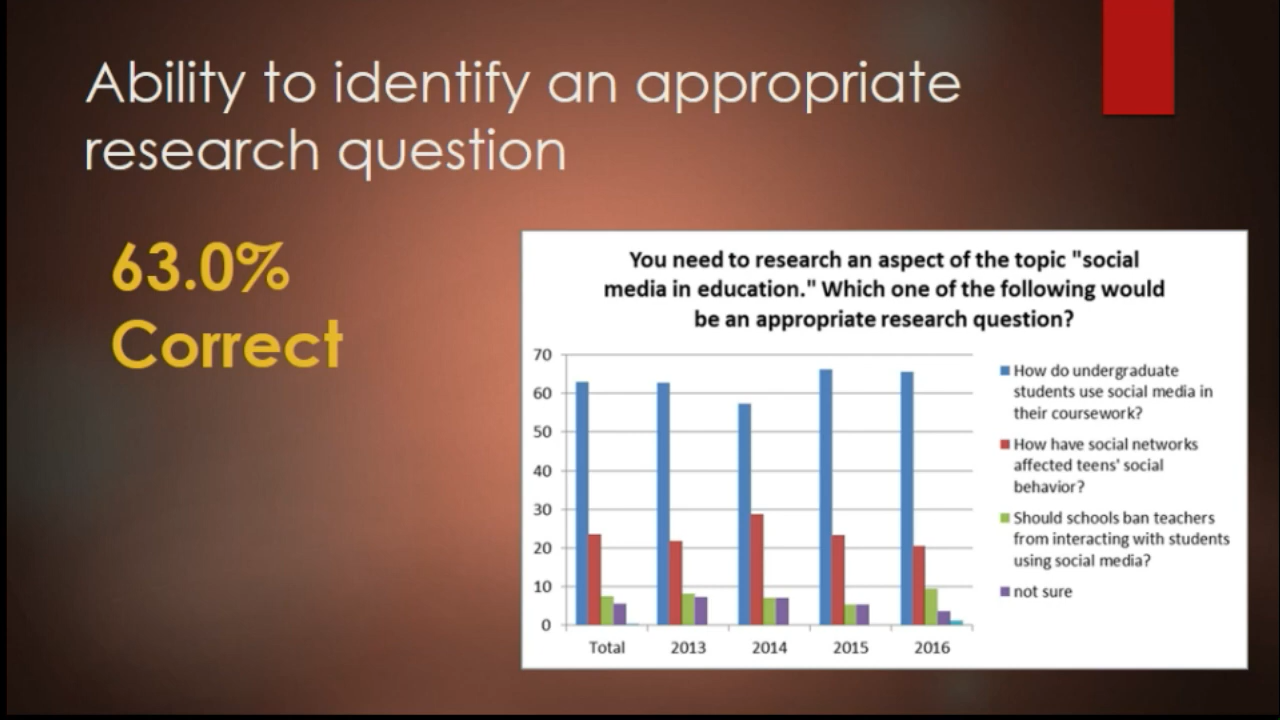 Ability to identify an appropriate
research question
63.0%
Correct
You need to research an aspect of the topic "social
media in education." Which one of the following would
be an appropriate research question?
70
60
50
40
30
20
10
0
Total 2013 2014 2015 2016
How do undergraduate
students use social media in
their coursework?
How have social networks
affected teens' social
behavior?
Should schools ban teachers
from interacting with students
using social media?
not sure